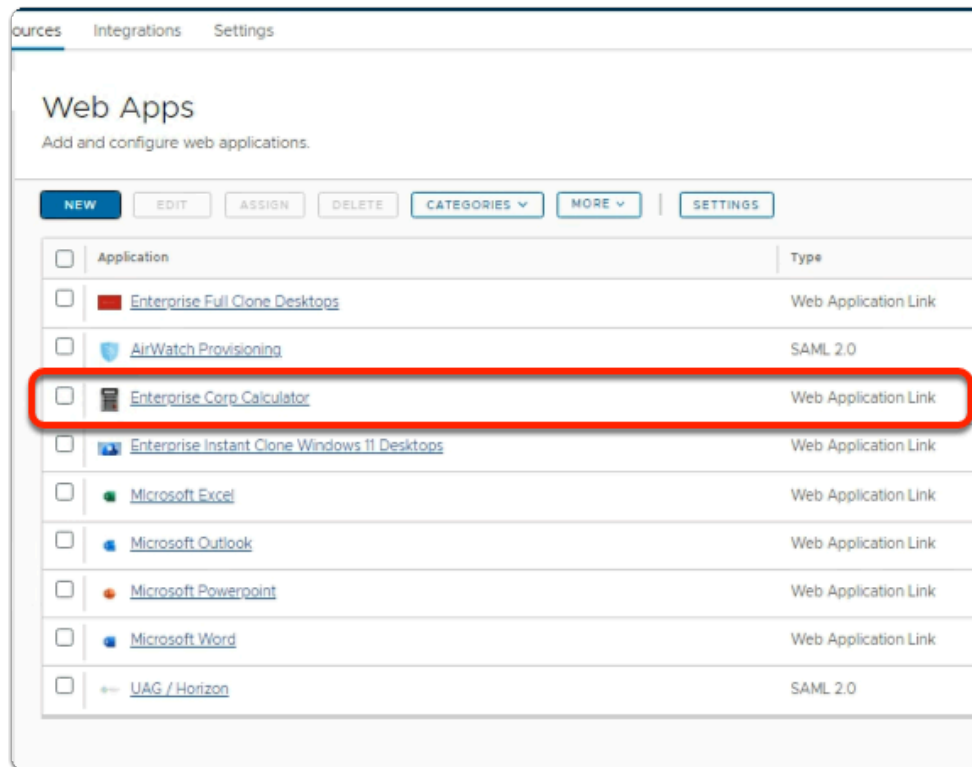 ources Integrations Settings
Web Apps
Add and configure web applications.
NEW EDIT ASSIGN DELETE CATEGORIES MORE SETTINGS
Application Type
Enterprise Full Clone Desktops Web Application Link
AirWatch Provisioning SAML 2.0
Enterprise Corp Calculator Web Application Link
Enterprise Instant Clone Windows 11 Desktops Web Application Link
Microsoft Excel Web Application Link
Microsoft Outlook Web Application Link
Microsoft Powerpoint Web Application Link
Microsoft Word Web Application Link
UAG / Horizon SAML 2.0